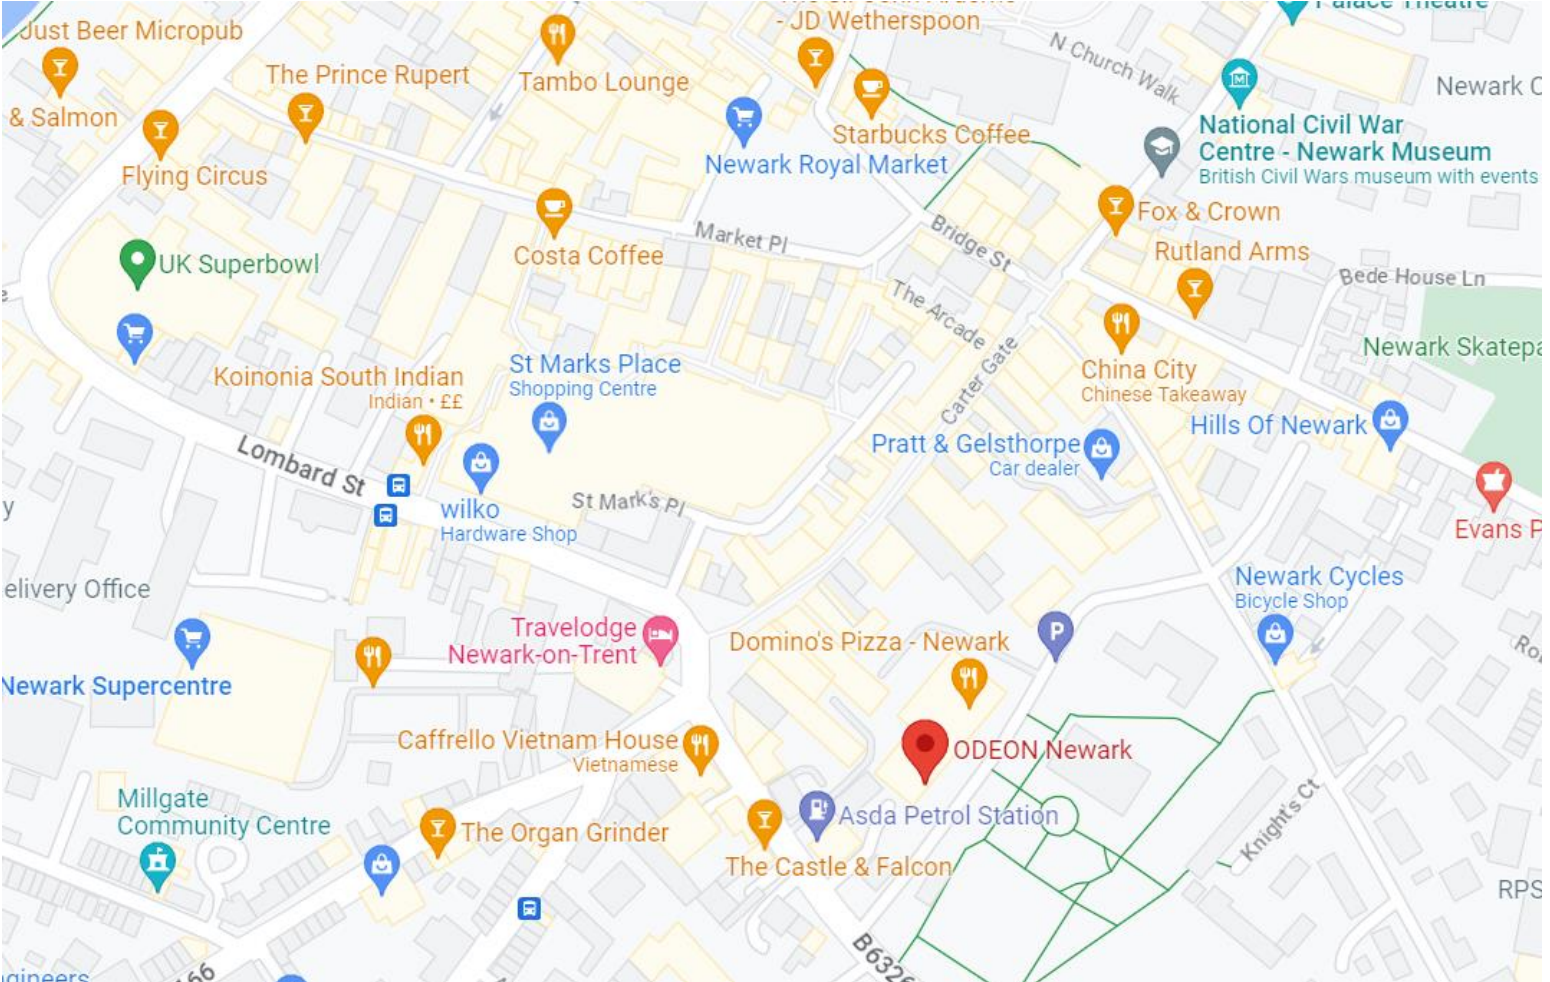 Palace Theatre
Just Beer Micropub
- JD Wetherspoon
The Prince Rupert
Tambo Lounge
N Church Walk
Newark
& Salmon
Starbucks Coffee
National Civil War
Centre - Newark Museum
British Civil Wars museum with events
Newark Royal Market
Flying Circus
Fox & Crown
Market Pl
Bridge St
Costa Coffee
Rutland Arms
UK Superbowl
Bede House Ln
The Arcade
Newark Skatepa
Koinonia South Indian
Indian • ££
St Marks Place
Shopping Centre
Carter Gate
China City
Chinese Takeaway
Hills Of Newark
Pratt & Gelsthorpe
Car dealer
Lombard St
St Mark's Pl
wilko
Hardware Shop
Evans P
elivery Office
Newark Cycles
Bicycle Shop
Travelodge
Newark-on-Trent
Domino's Pizza - Newark
P
Newark Supercentre
Caffrello Vietnam House
Vietnamese
ODEON Newark
Millgate
Community Centre
The Organ Grinder
Asda Petrol Station
Knight's Ct
The Castle & Falcon
RPS
B6326
66
gineers